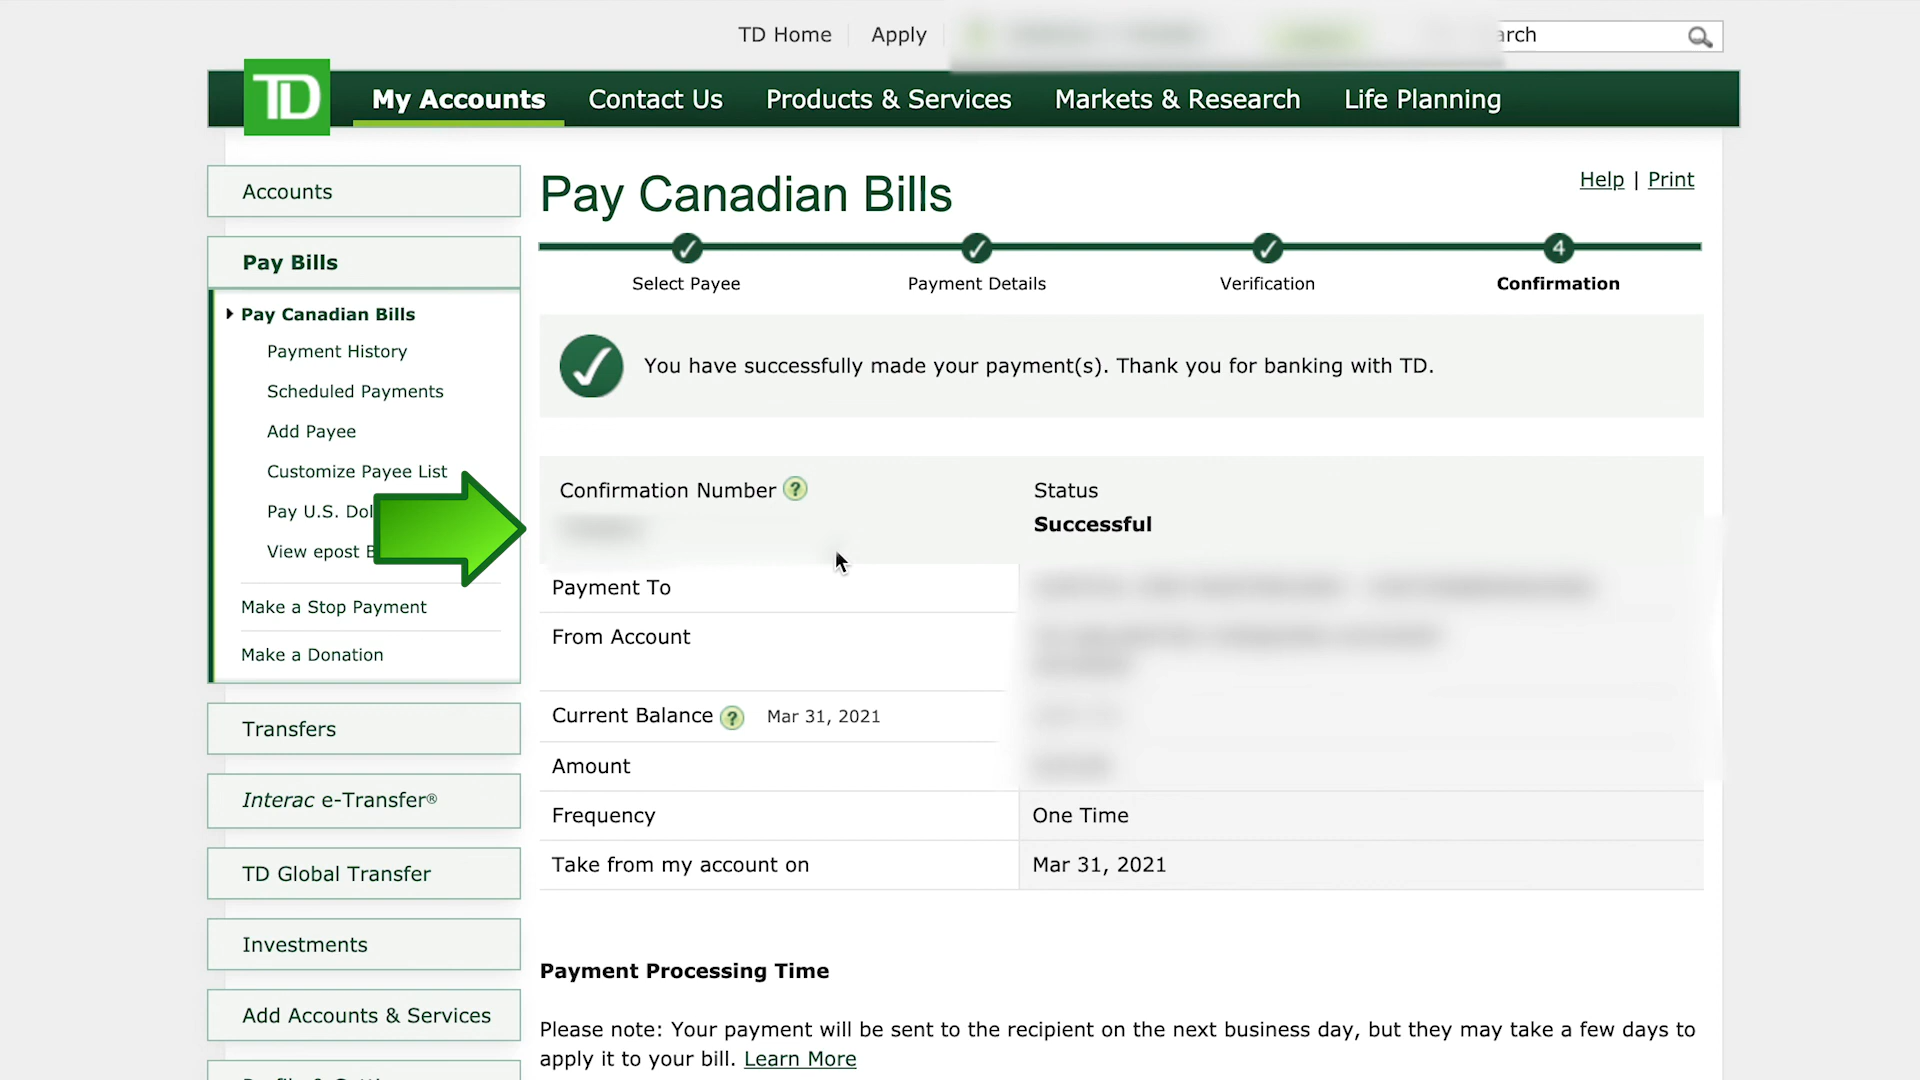 TD Home
Apply
arch
TD
My Accounts
Contact Us
Products & Services
Markets & Research
Life Planning
Accounts
Pay Bills
Pay Canadian Bills
Payment History
Scheduled Payments
Add Payee
Customize Payee List
Pay U.S. Dol
View epost B
Make a Stop Payment
Make a Donation
Transfers
Interac e-Transfer®
TD Global Transfer
Investments
Add Accounts & Services
Pay Canadian Bills
Help | Print
Select Payee
Payment Details
Verification
4
Confirmation
You have successfully made your payment(s). Thank you for banking with TD.
Confirmation Number ?
Status
Successful
Payment To
From Account
Current Balance ? Mar 31, 2021
Amount
Frequency
One Time
Take from my account on
Mar 31, 2021
Payment Processing Time
Please note: Your payment will be sent to the recipient on the next business day, but they may take a few days to
apply it to your bill. Learn More